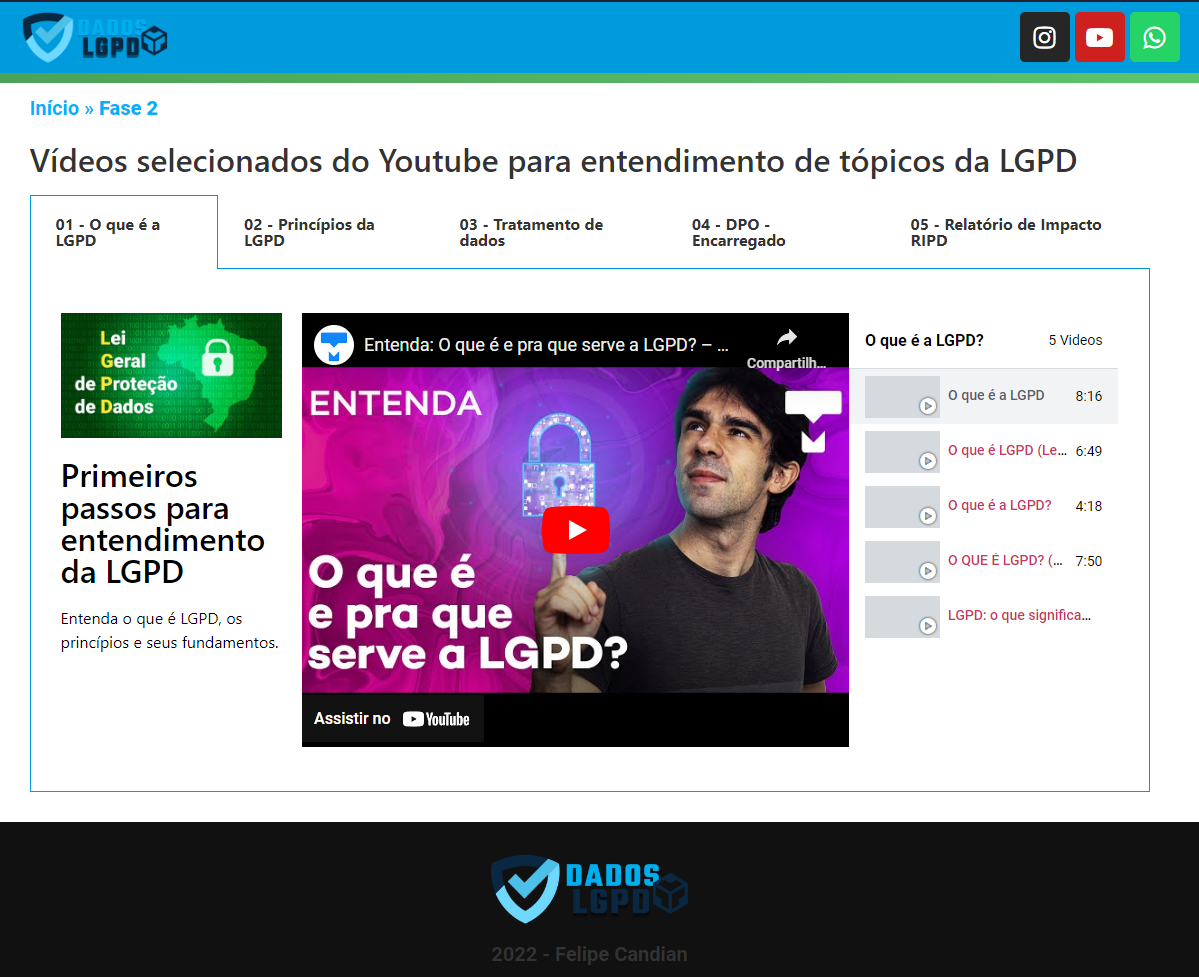 DADOS
LGPD
Início » Fase 2
Vídeos selecionados do Youtube para entendimento de tópicos da LGPD
01 - O que é a
LGPD
02 - Princípios da
LGPD
03 - Tratamento de
dados
04 - DPO -
Encarregado
05 - Relatório de Impacto
RIPD
Lei
Geral
de Proteção
de Dados
Primeiros
passos para
entendimento
da LGPD
Entenda o que é LGPD, os
princípios e seus fundamentos.
Entenda: O que é e pra que serve a LGPD? – ...
Compartilh...
ENTENDA
O que é
e pra que
serve a LGPD?
Assistir no YouTube
O que é a LGPD? 5 Videos
O que é a LGPD 8:16
O que é LGPD (Le... 6:49
O que é a LGPD? 4:18
O QUE É LGPD? (... 7:50
LGPD: o que significa...
DADOS
LGPD
2022 - Felipe Candian